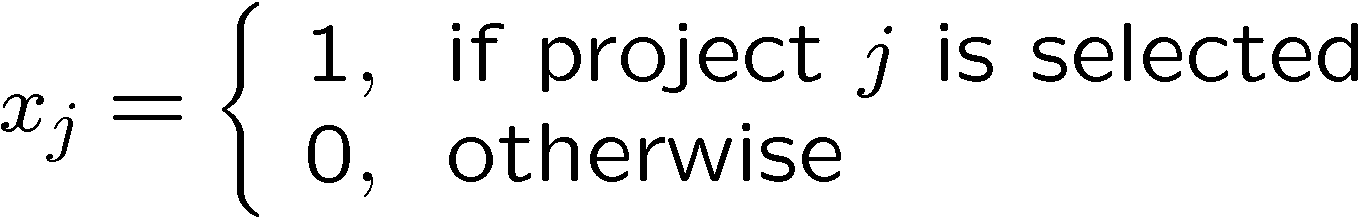 x_j = { 1, if project j is selected
0, otherwise